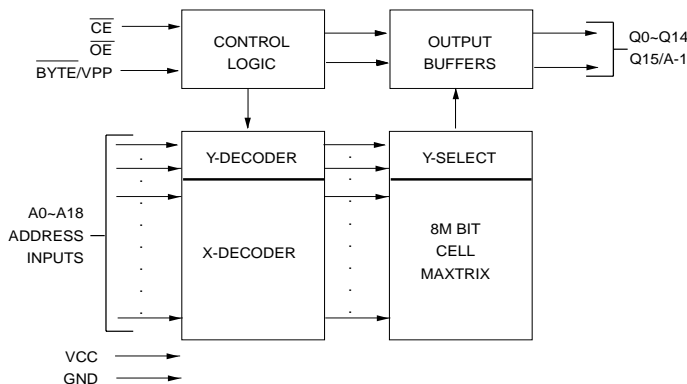 CE
OE
BYTE/VPP
CONTROL
LOGIC
OUTPUT
BUFFERS
Q0~Q14
Q15/A-1
A0~A18
ADDRESS
INPUTS
Y-DECODER
X-DECODER
Y-SELECT
8M BIT
CELL
MAXTRIX
VCC
GND